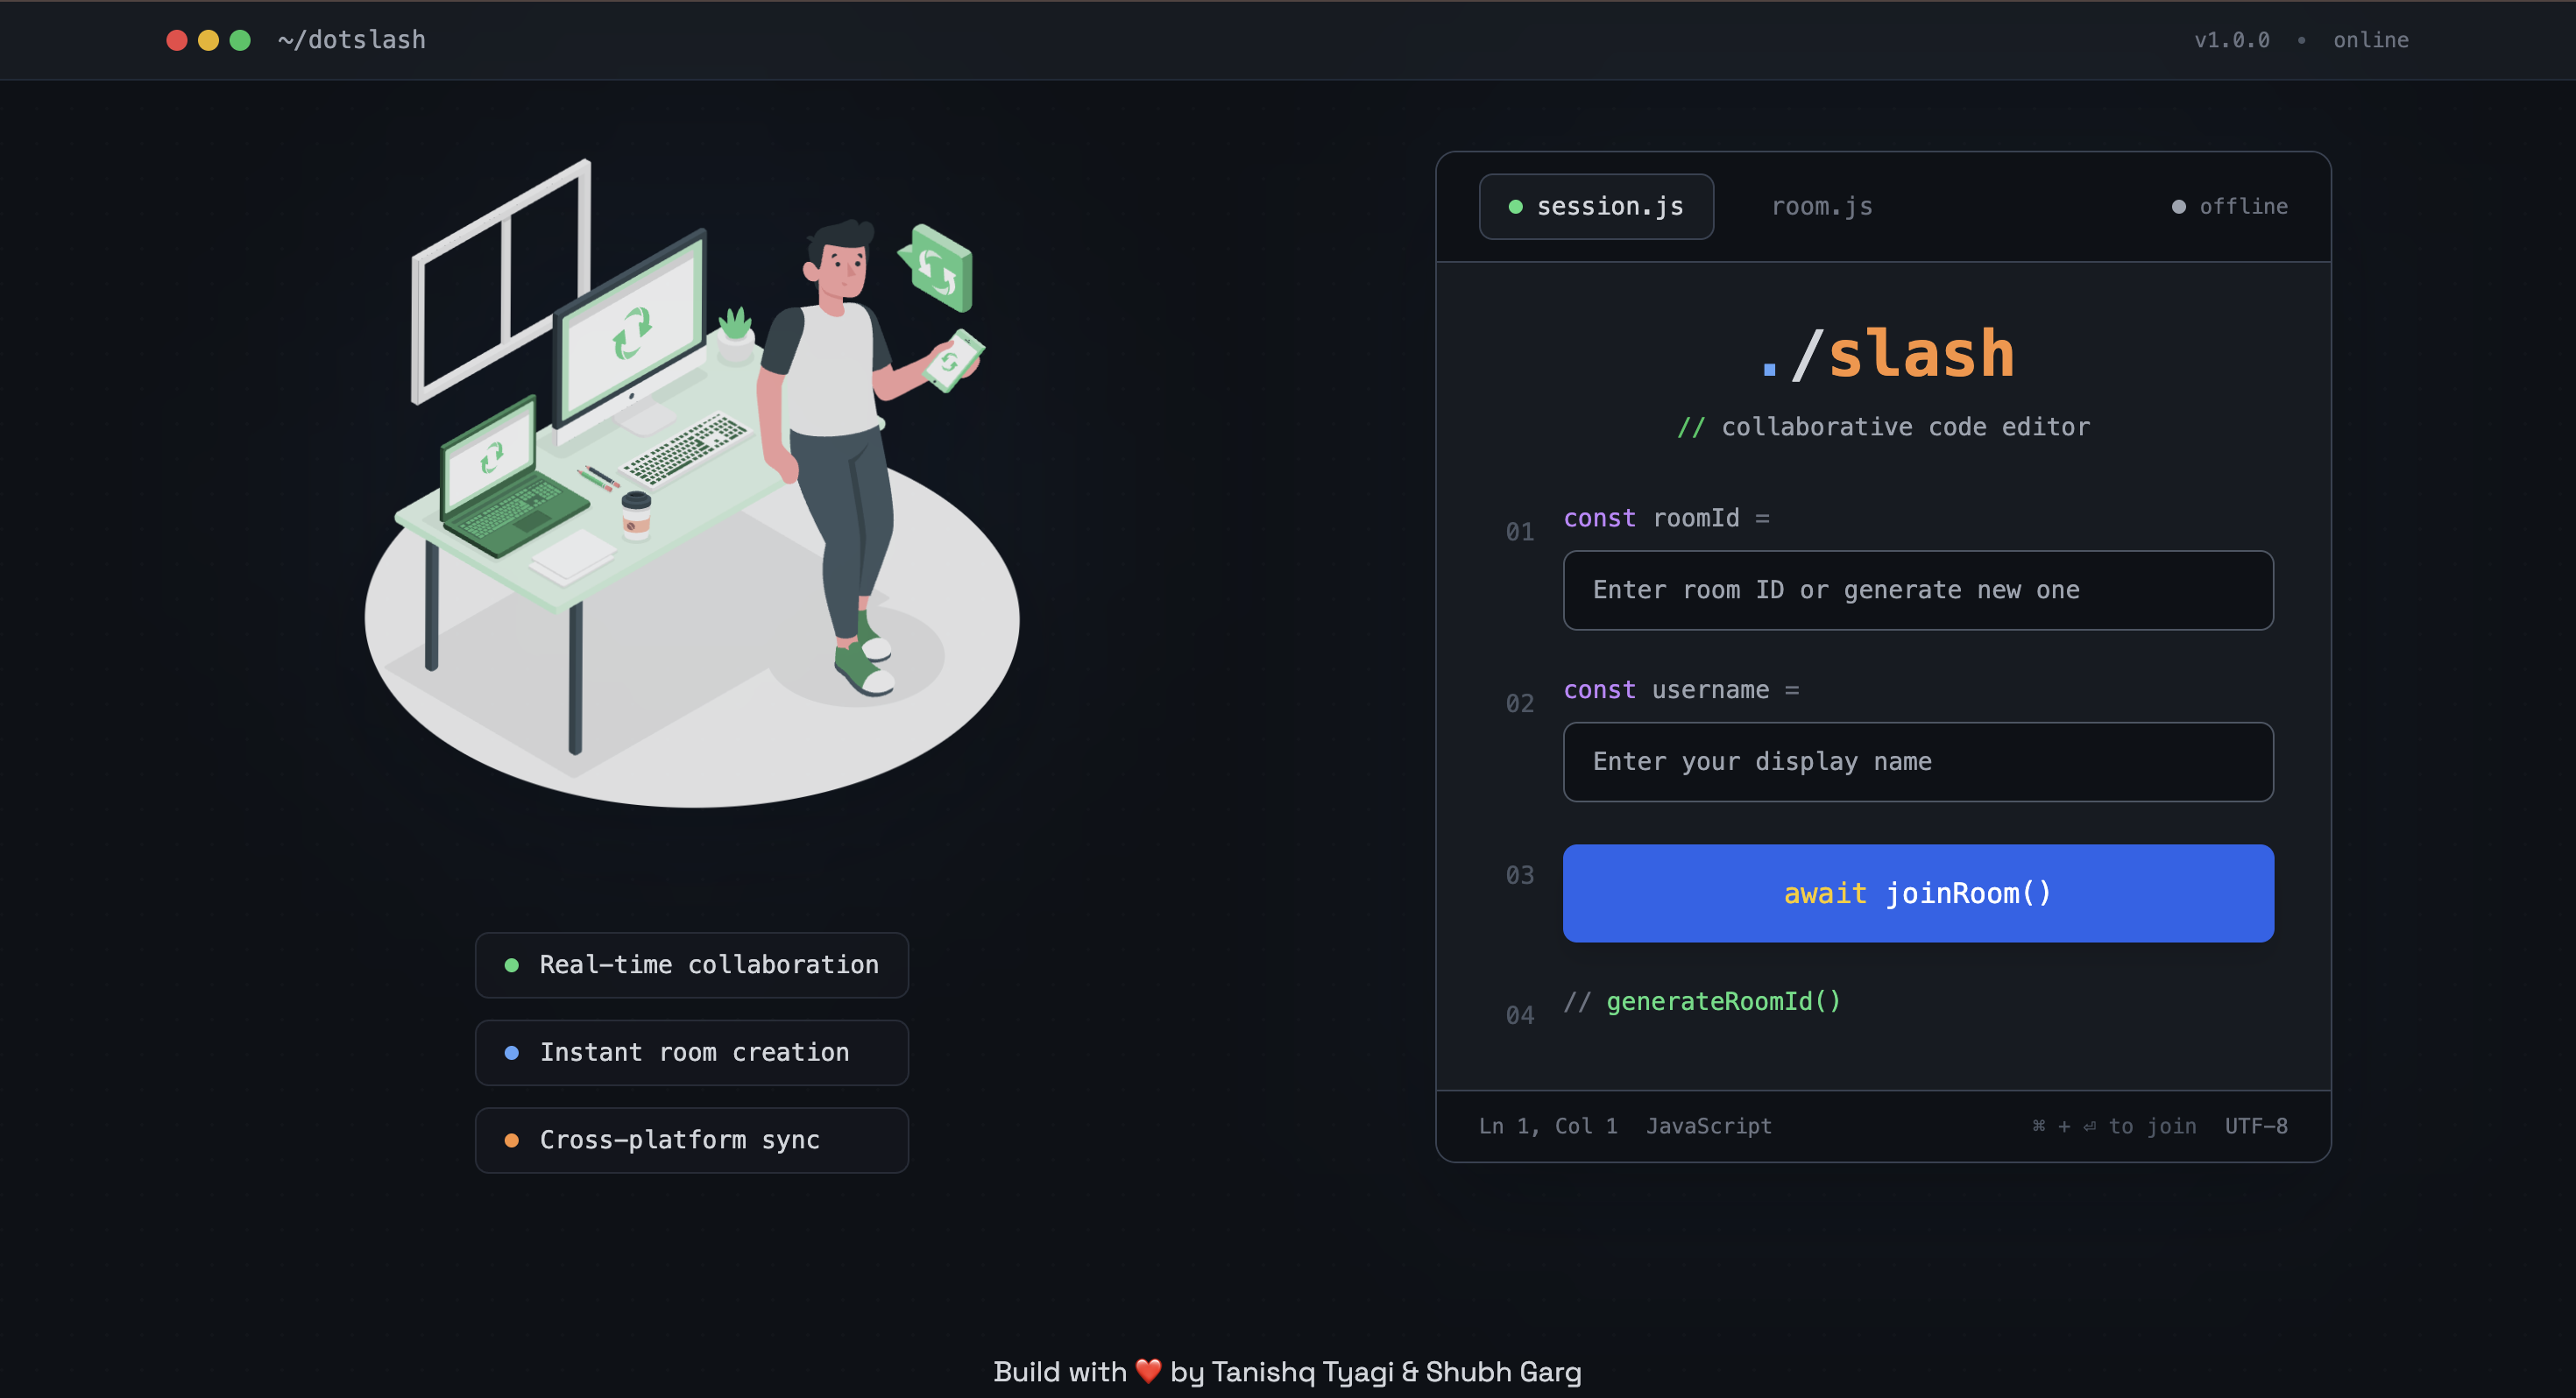 ~/dotslash
v1.0.0 • online
session.js
room.js
offline
./slash
// collaborative code editor
01
const roomId =
Enter room ID or generate new one
02
const username =
Enter your display name
03
await joinRoom()
04
// generateRoomId()
Ln 1, Col 1
JavaScript
⌘ + ⏎ to join
UTF-8
Real-time collaboration
Instant room creation
Cross-platform sync
Build with ❤️ by Tanishq Tyagi & Shubh Garg